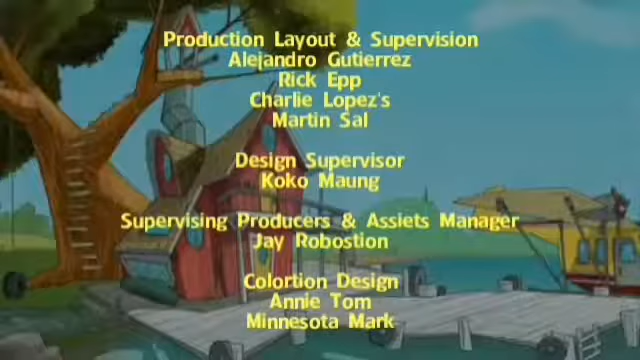 Production Layout & Supervision
Alejandro Gutierrez
Rick Epp
Charlie Lopez's
Martin Sal
Design Supervisor
Koko Maung
Supervising Producers & Assiets Manager
Jay Robostion
Colortion Design
Annie Tom
Minnesota Mark